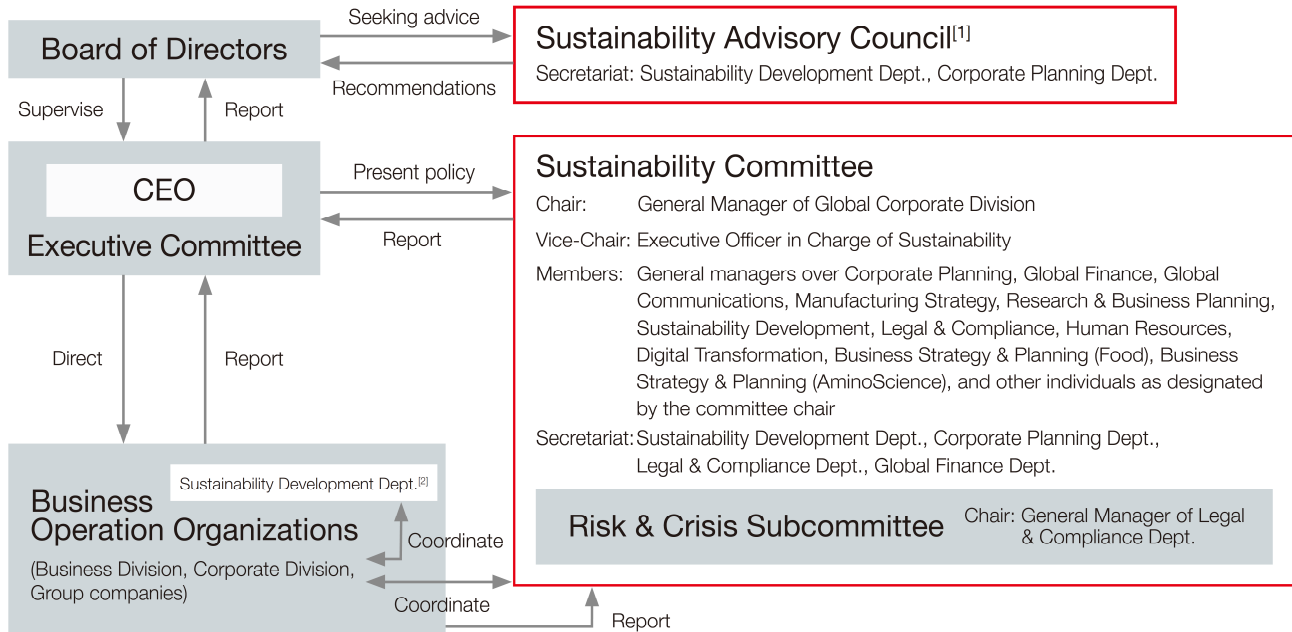 Seeking advice
Board of Directors
Sustainability Advisory Council[1]
Secretariat: Sustainability Development Dept., Corporate Planning Dept.
Recommendations
Supervise
Report
CEO
Executive Committee
Present policy
Report
Sustainability Committee
Chair: General Manager of Global Corporate Division
Vice-Chair: Executive Officer in Charge of Sustainability
Members: General managers over Corporate Planning, Global Finance, Global
Communications, Manufacturing Strategy, Research & Business Planning,
Sustainability Development, Legal & Compliance, Human Resources,
Digital Transformation, Business Strategy & Planning (Food), Business
Strategy & Planning (AminoScience), and other individuals as designated
by the committee chair
Secretariat: Sustainability Development Dept., Corporate Planning Dept.,
Legal & Compliance Dept., Global Finance Dept.
Risk & Crisis Subcommittee
Chair: General Manager of Legal
& Compliance Dept.
Direct
Report
Sustainability Development Dept.[2]
Business
Operation Organizations
(Business Division, Corporate Division,
Group companies)
Coordinate
Coordinate
Report